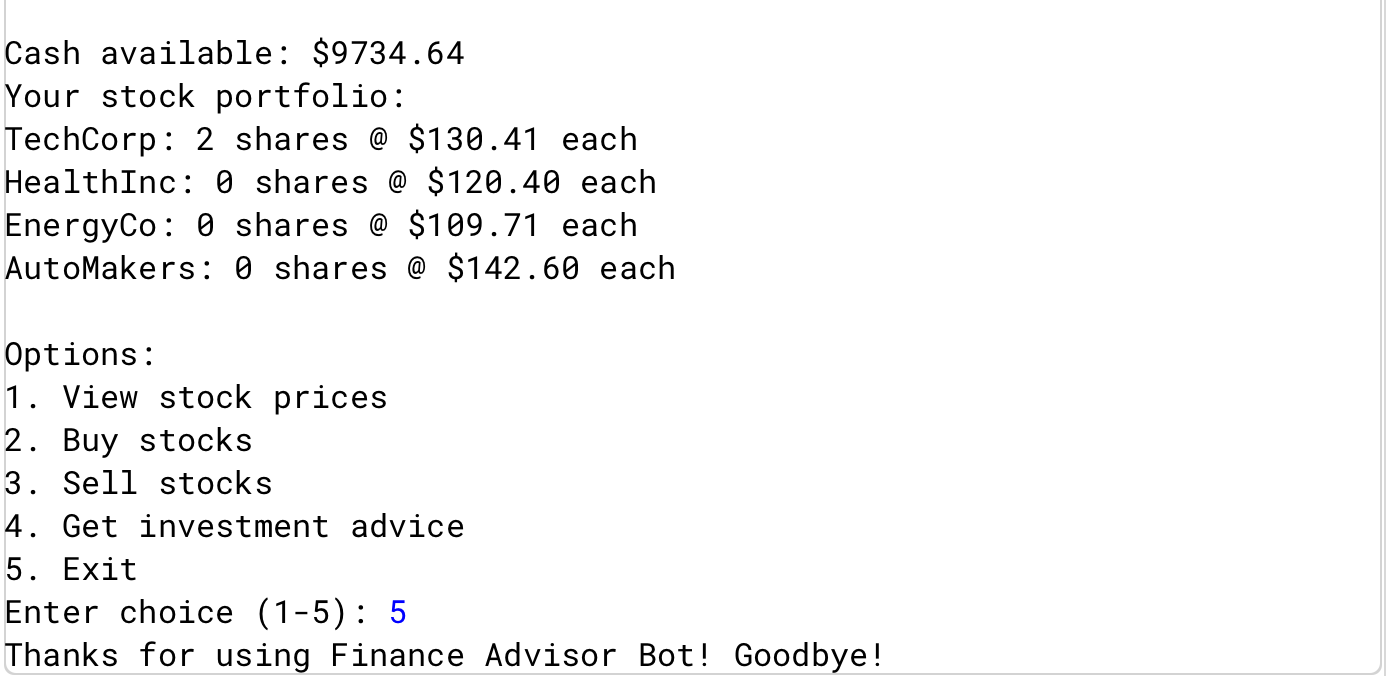 Cash available: $9734.64
Your stock portfolio:
TechCorp: 2 shares @ $130.41 each
HealthInc: 0 shares @ $120.40 each
EnergyCo: 0 shares @ $109.71 each
AutoMakers: 0 shares @ $142.60 each
Options:
1. View stock prices
2. Buy stocks
3. Sell stocks
4. Get investment advice
5. Exit
Enter choice (1-5): 5
Thanks for using Finance Advisor Bot! Goodbye!